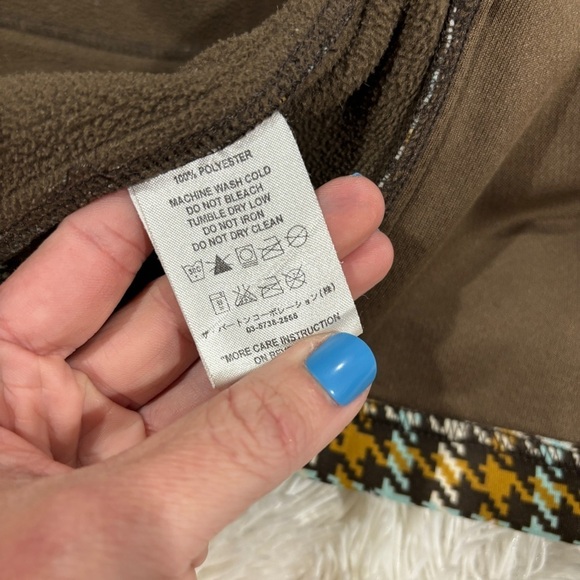 100% POLYESTER
MACHINE WASH COLD
DO NOT BLEACH
TUMBLE DRY LOW
DO NOT IRON
DO NOT DRY CLEAN
ザ バートンコーポレーション(株)
03-5738-2555
"MORE CARE INSTRUCTION
ON